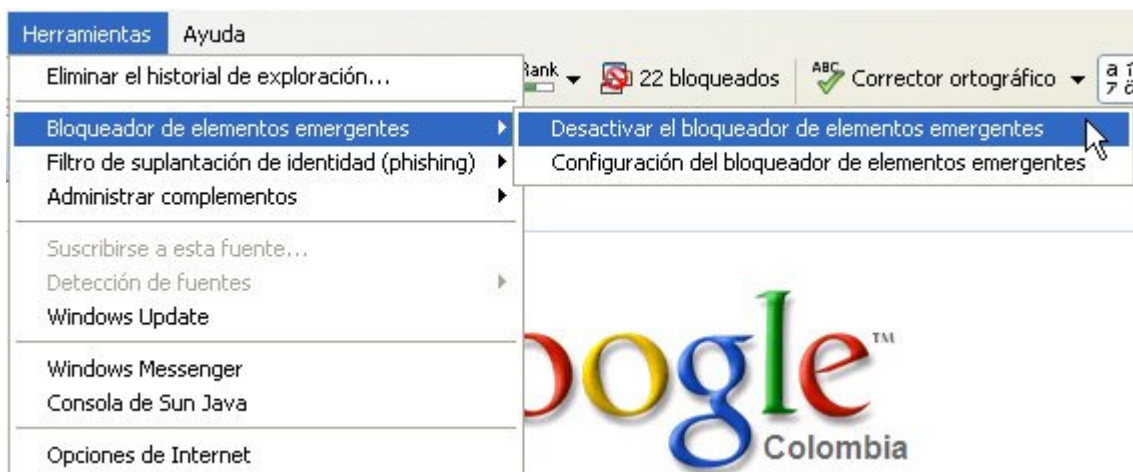 Herramientas Ayuda
Eliminar el historial de exploración...
Rank 22 bloqueados ABC Corrector ortográfico
Bloqueador de elementos emergentes
Desactivar el bloqueador de elementos emergentes
Filtro de suplantación de identidad (phishing)
Configuración del bloqueador de elementos emergentes
Administrar complementos
Suscribirse a esta fuente...
Detección de fuentes
Windows Update
Windows Messenger
Consola de Sun Java
Opciones de Internet
oogle™
Colombia